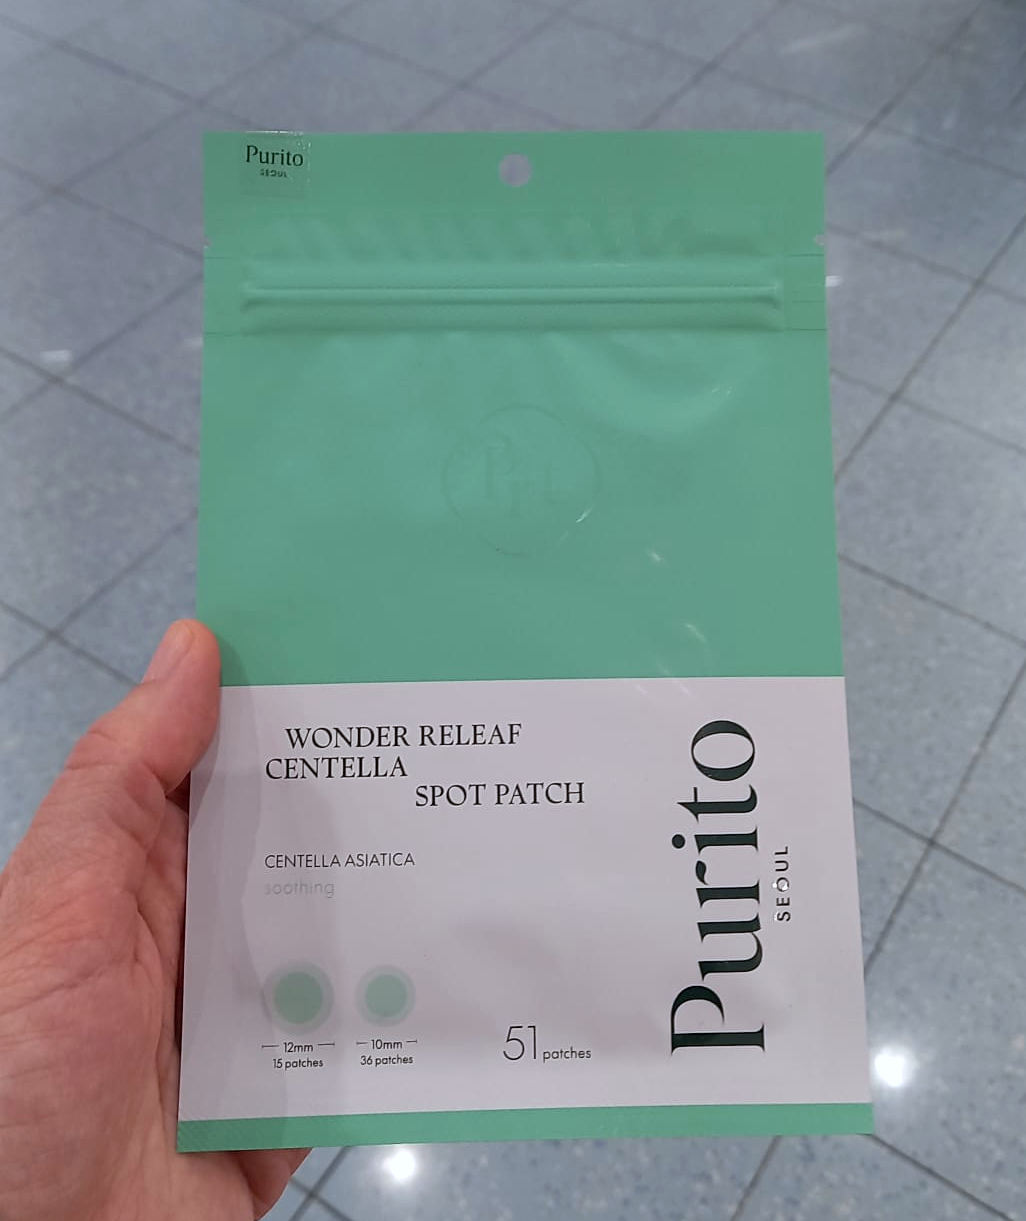 Purito
SEOUL
WONDER RELEAF
CENTELLA
SPOT PATCH
CENTELLA ASIATICA
soothing
12mm
15 patches
10mm
36 patches
51 patches
Purito
SEOUL